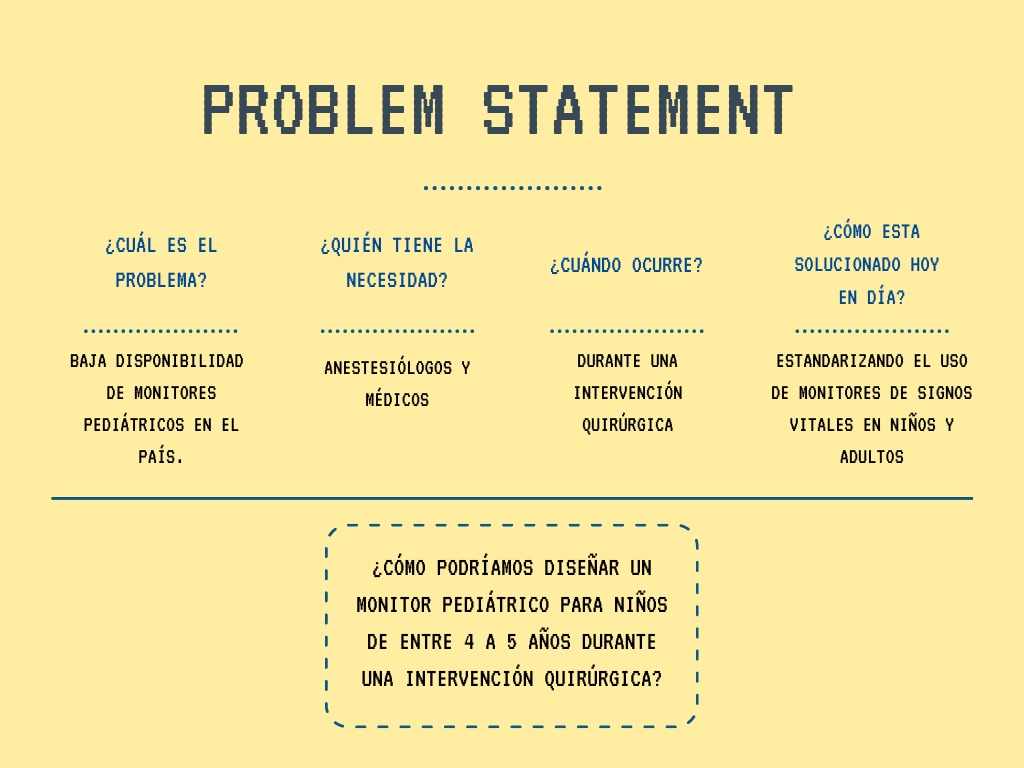 PROBLEM STATEMENT
¿CUÁL ES EL
PROBLEMA?
BAJA DISPONIBILIDAD
DE MONITORES
PEDIÁTRICOS EN EL
PAÍS.
¿QUIÉN TIENE LA
NECESIDAD?
ANESTESIÓLOGOS Y
MÉDICOS
¿CUÁNDO OCURRE?
DURANTE UNA
INTERVENCIÓN
QUIRÚRGICA
¿CÓMO ESTA
SOLUCIONADO HOY
EN DÍA?
ESTANDARIZANDO EL USO
DE MONITORES DE SIGNOS
VITALES EN NIÑOS Y
ADULTOS
¿CÓMO PODRÍAMOS DISEÑAR UN
MONITOR PEDIÁTRICO PARA NIÑOS
DE ENTRE 4 A 5 AÑOS DURANTE
UNA INTERVENCIÓN QUIRÚRGICA?